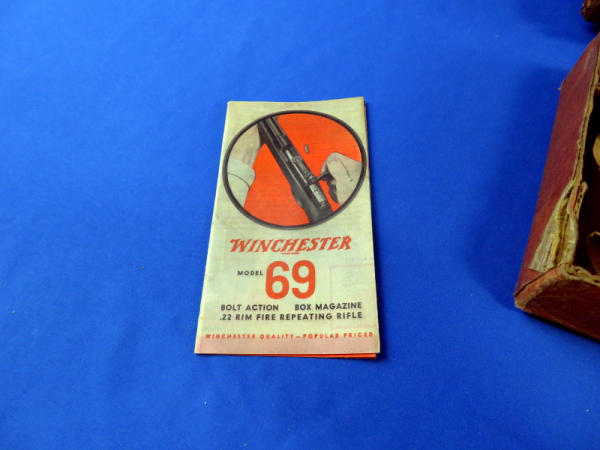 WINCHESTER
MODEL 69
BOLT ACTION BOX MAGAZINE
.22 RIM FIRE REPEATING RIFLE
WINCHESTER QUALITY—POPULAR PRICED